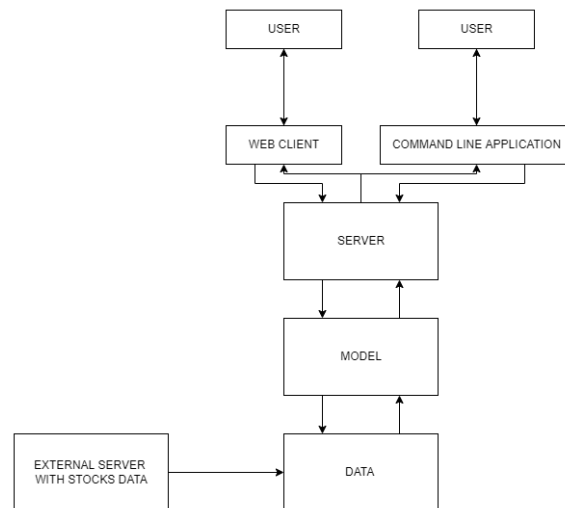 USER
USER
WEB CLIENT
COMMAND LINE APPLICATION
SERVER
MODEL
EXTERNAL SERVER
WITH STOCKS DATA
DATA